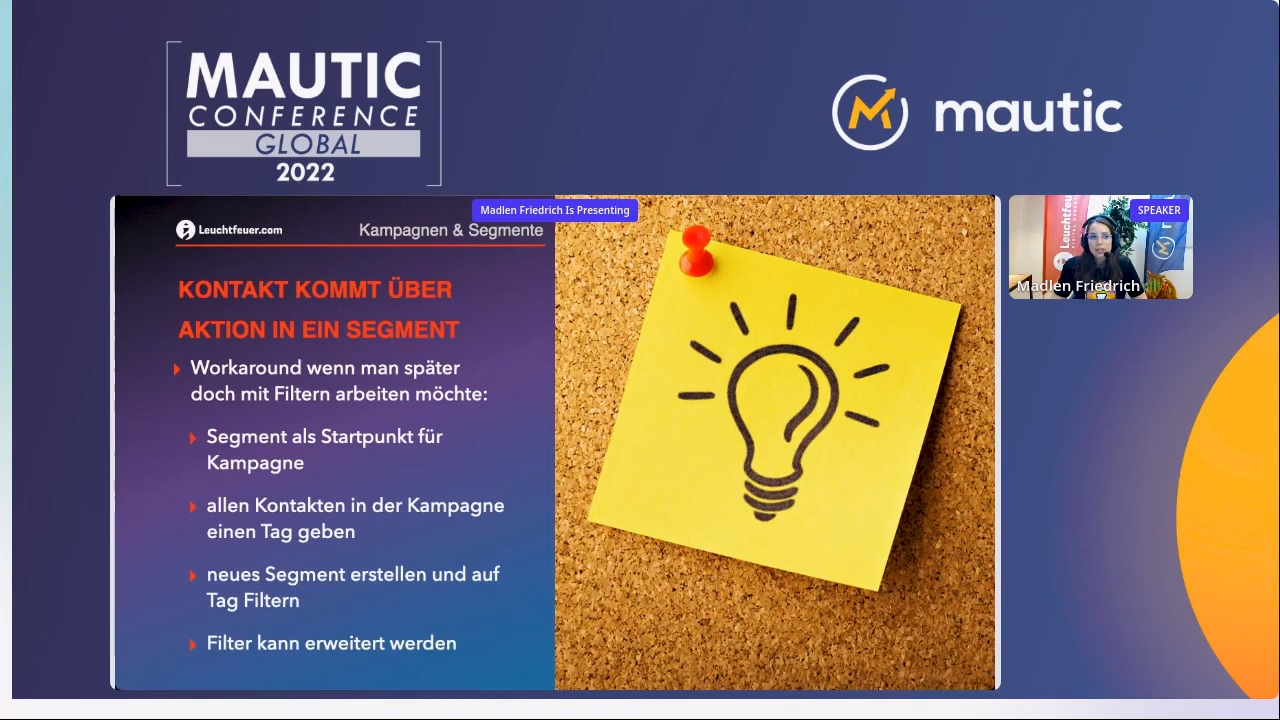 MAUTIC
CONFERENCE
GLOBAL
2022
mautic
Madlen Friedrich Is Presenting
Leuchtfeuer.com
Kampagnen & Segmente
SPEAKER
Leuchtfeu
Madlen Friedrich
KONTAKT KOMMT ÜBER
AKTION IN EIN SEGMENT
Workaround wenn man später
doch mit Filtern arbeiten möchte:
Segment als Startpunkt für
Kampagne
allen Kontakten in der Kampagne
einen Tag geben
neues Segment erstellen und auf
Tag Filtern
Filter kann erweitert werden